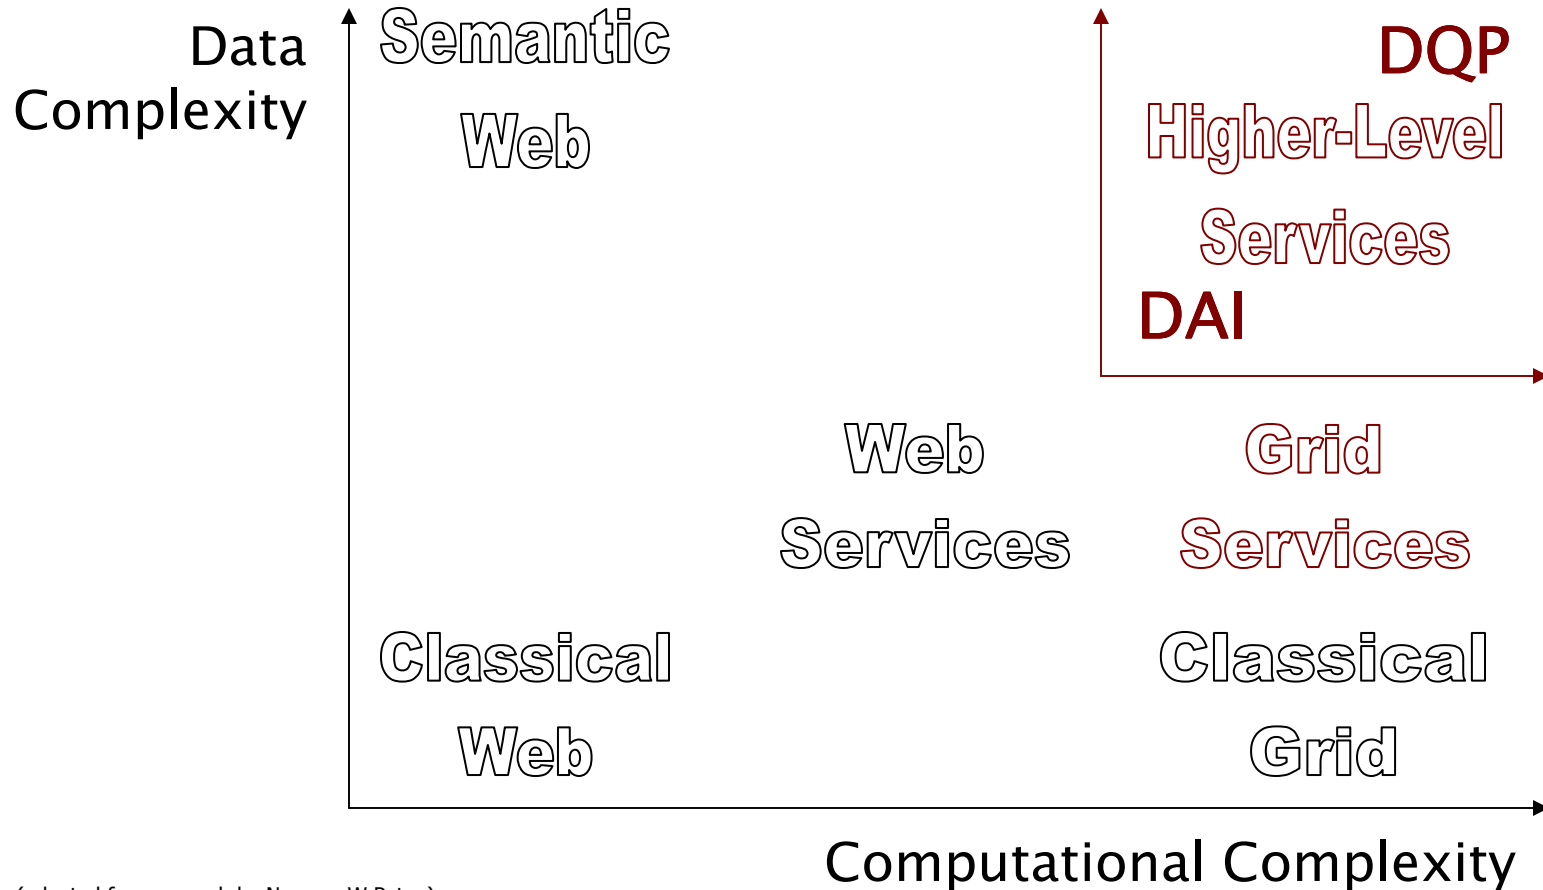 Data
Complexity
Semantic
Web
DQP
Higher-Level
Services
DAI
Web
Services
Grid
Services
Classical
Web
Classical
Grid
Computational Complexity